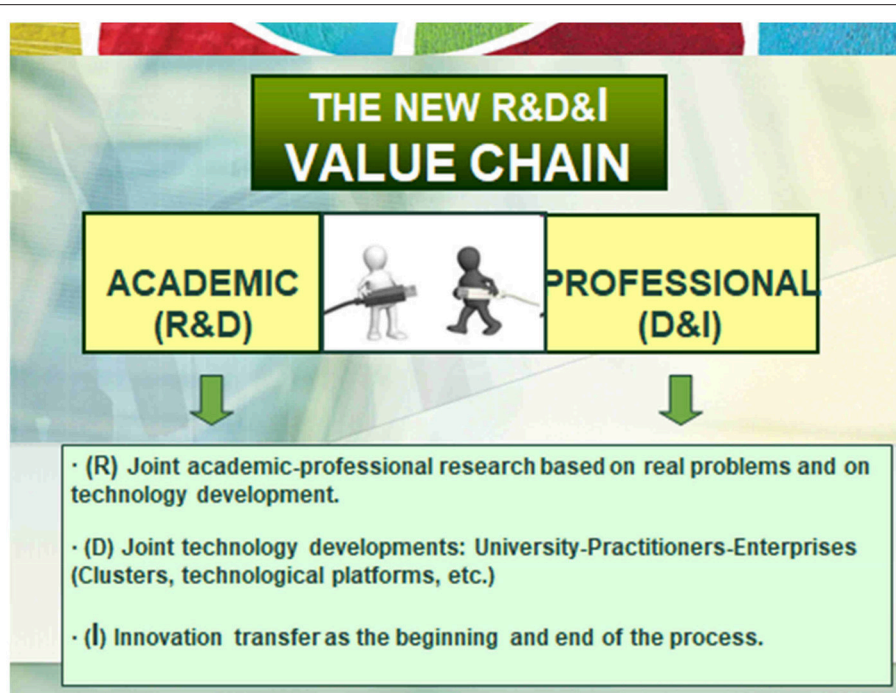 THE NEW R&D&I
VALUE CHAIN
ACADEMIC
(R&D)
PROFESSIONAL
(D&I)
· (R) Joint academic-professional research based on real problems and on
technology development.
· (D) Joint technology developments: University-Practitioners-Enterprises
(Clusters, technological platforms, etc.)
· (I) Innovation transfer as the beginning and end of the process.